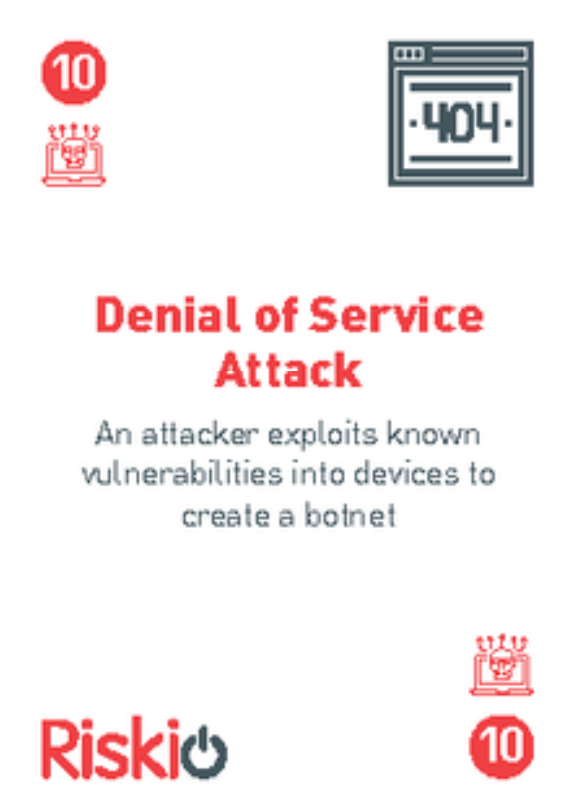 10
404
Denial of Service
Attack
An attacker exploits known
vulnerabilities into devices to
create a botnet
Riskio
10